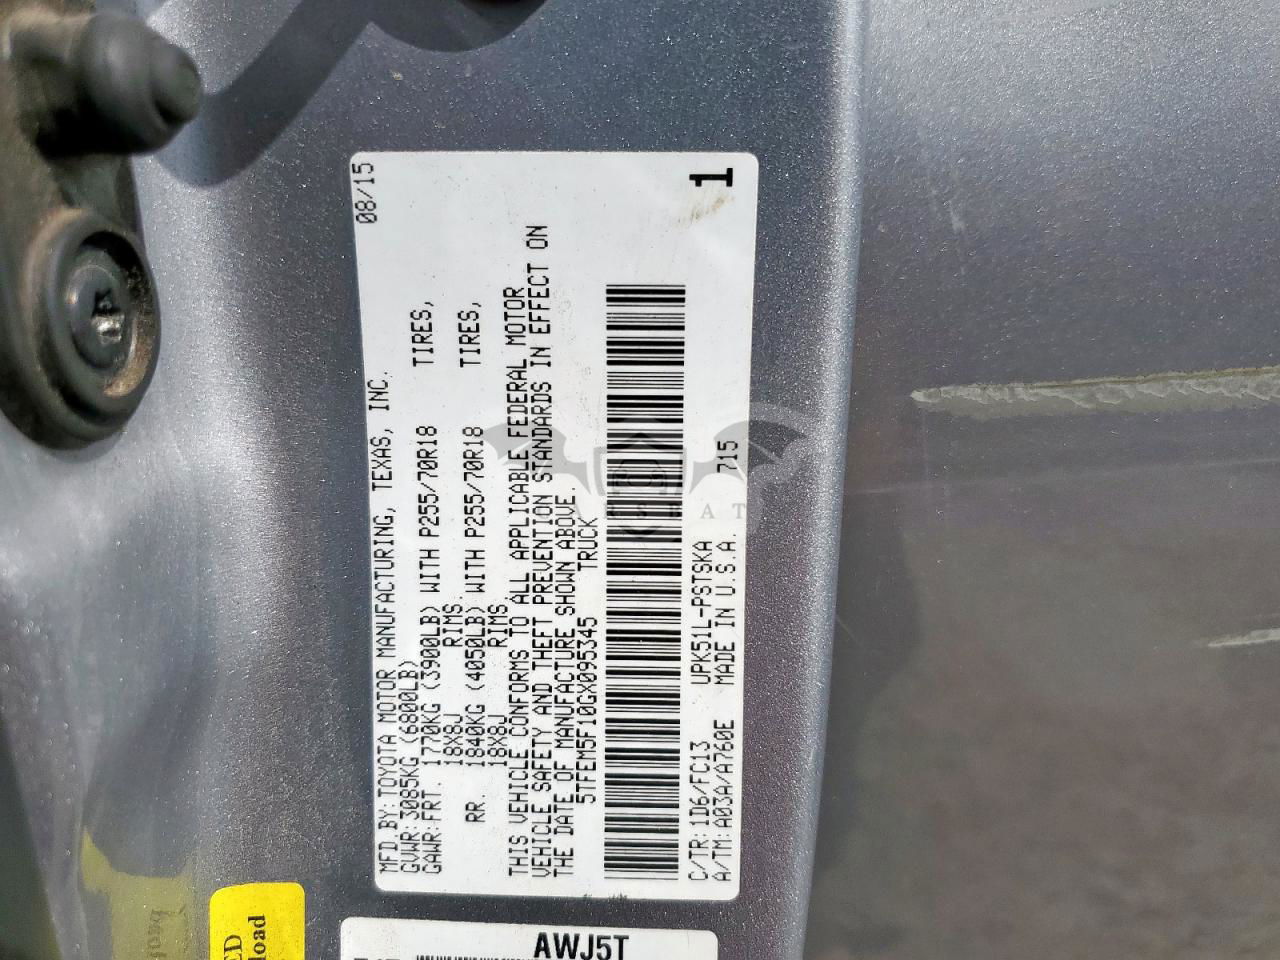 08/15
MFD.BY:TOYOTA MOTOR MANUFACTURING, TEXAS, INC.
GVWR:3085KG (6800LB)
GAWR:FRT. 1770KG (3900LB) WITH P255/70R18 TIRES,
18X8J RIMS.
RR. 1840KG (4050LB) WITH P255/70R18 TIRES,
18X8J RIMS.
THIS VEHICLE CONFORMS TO ALL APPLICABLE FEDERAL MOTOR
VEHICLE SAFETY AND THEFT PREVENTION STANDARDS IN EFFECT ON
THE DATE OF MANUFACTURE SHOWN ABOVE.
5TFEM5F10GX095345 TRUCK
C/TR:1D6/FC13 UPK51L-PSTSKA 715
A/TM:A03A/A760E MADE IN U.S.A.
1
AWJ5T
ED
load